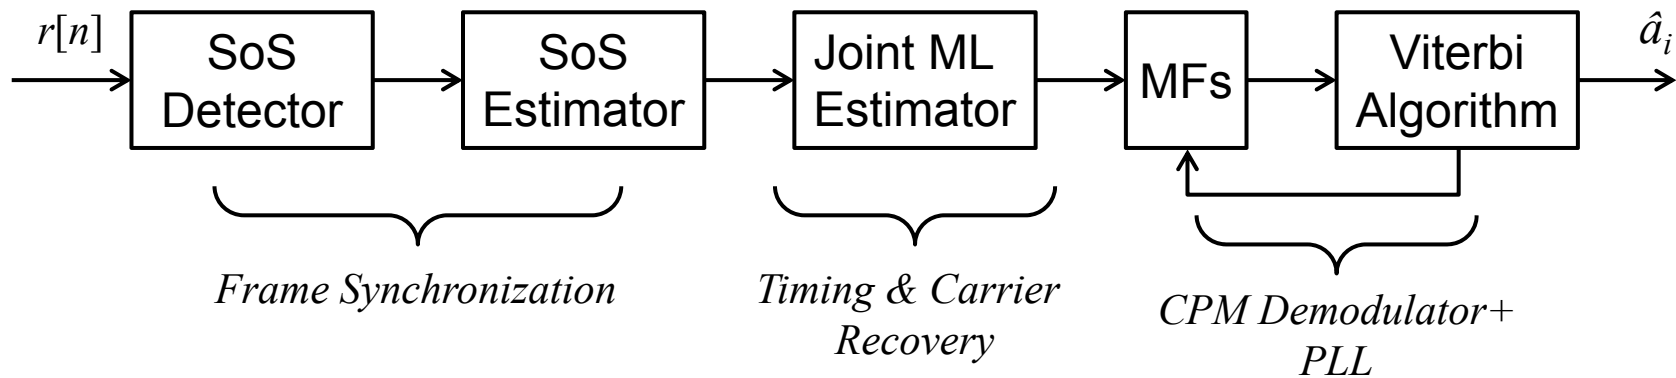 r[n]
SoS
Detector
SoS
Estimator
Joint ML
Estimator
MFs
Viterbi
Algorithm
â_i
Frame Synchronization
Timing & Carrier
Recovery
CPM Demodulator+
PLL